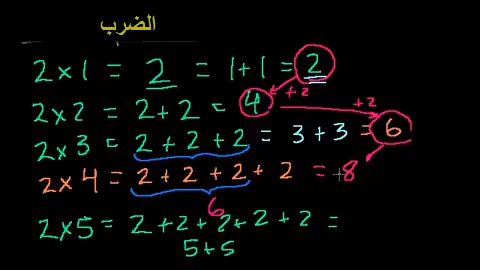 الضرب
2×1 = 2 = 1+1 = 2
+2
2×2 = 2+2 = 4
+2
2×3 = 2+2+2 = 3+3 = 6
2×4 = 2+2+2+2 = 8
6
2×5 = 2+2+2+2+2 =
5+5